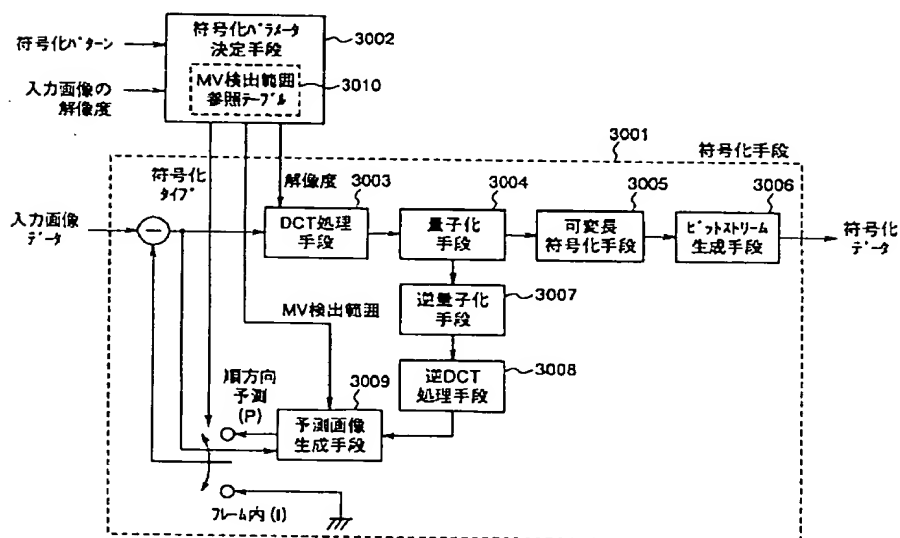 符号化パターン
入力画像の
解像度
符号化パラメータ
決定手段
MV検出範囲
参照テーブル
3002
3010
3001
符号化手段
符号化
タイプ
解像度
入力画像
データ
3003
DCT処理
手段
3004
量子化
手段
3005
可変長
符号化手段
3006
ビットストリーム
生成手段
符号化
データ
3007
逆量子化
手段
MV検出範囲
3008
逆DCT
処理手段
順方向
予測
(P)
3009
予測画像
生成手段
フレーム内(I)